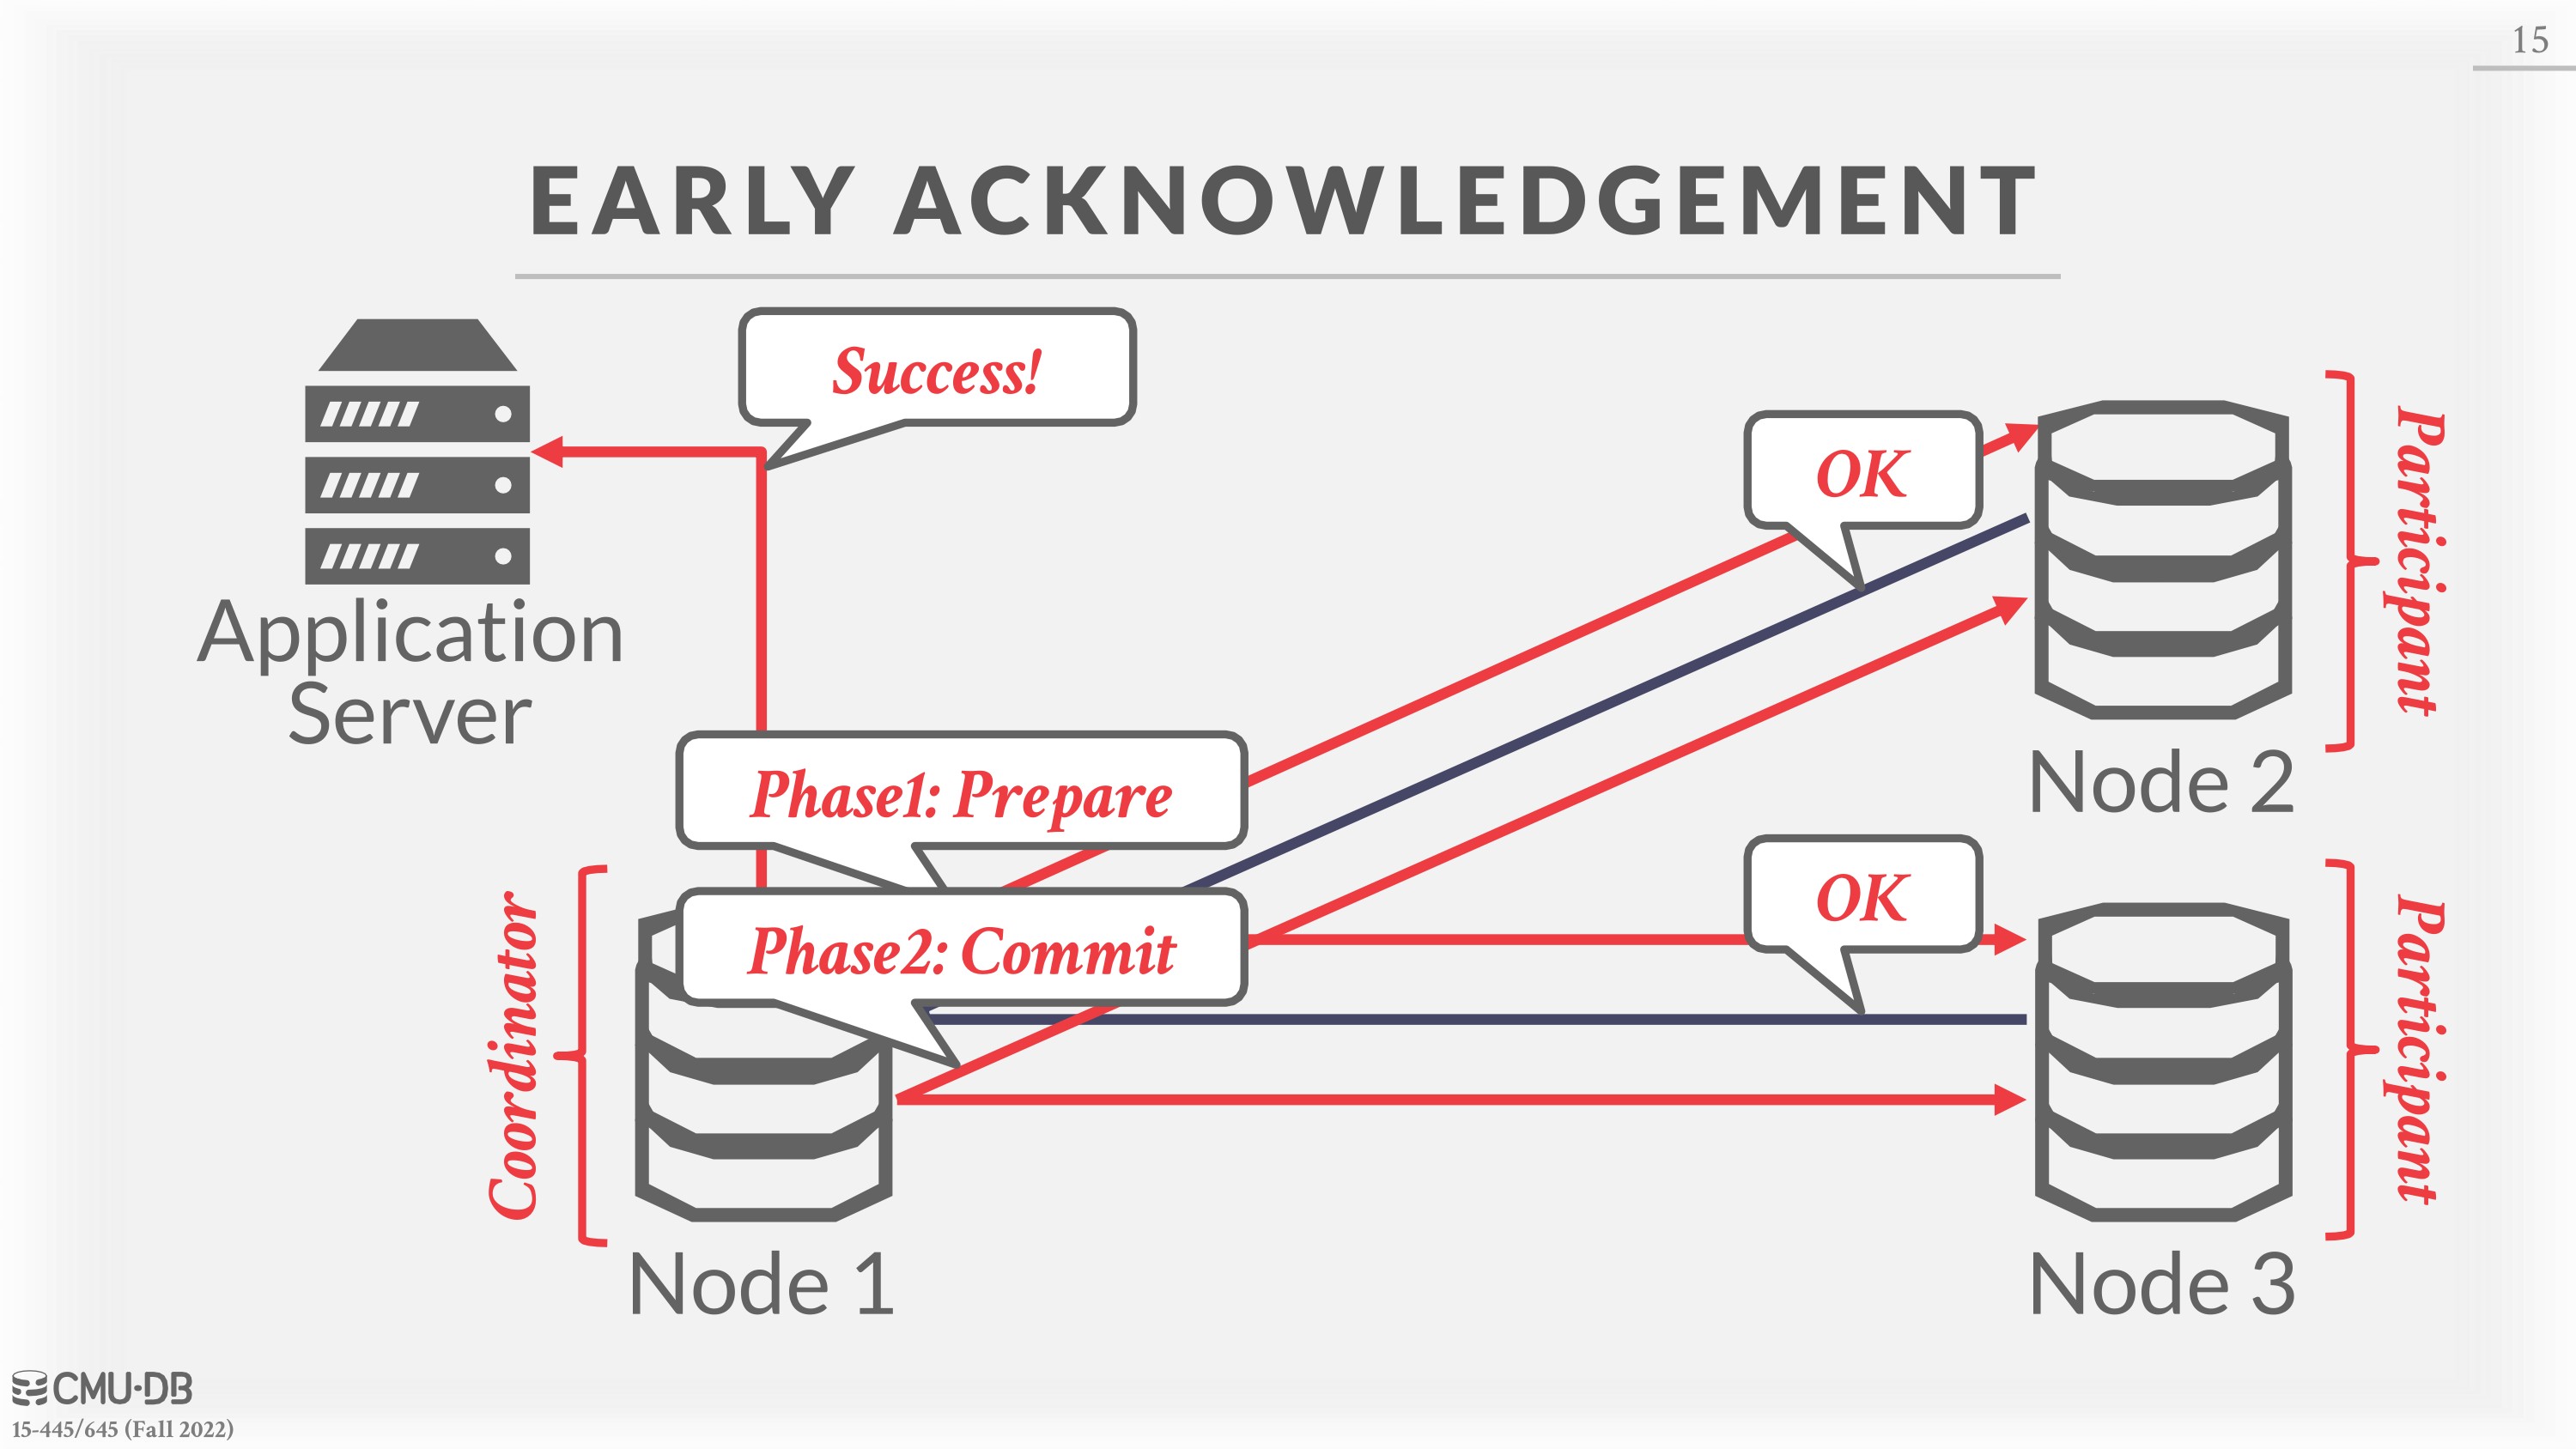 15
EARLY ACKNOWLEDGEMENT
Success!
OK
Participant
Application
Server
Phase1: Prepare
Node 2
OK
Participant
Coordinator
Phase2: Commit
Node 1
Node 3
CMU·DB
15-445/645 (Fall 2022)